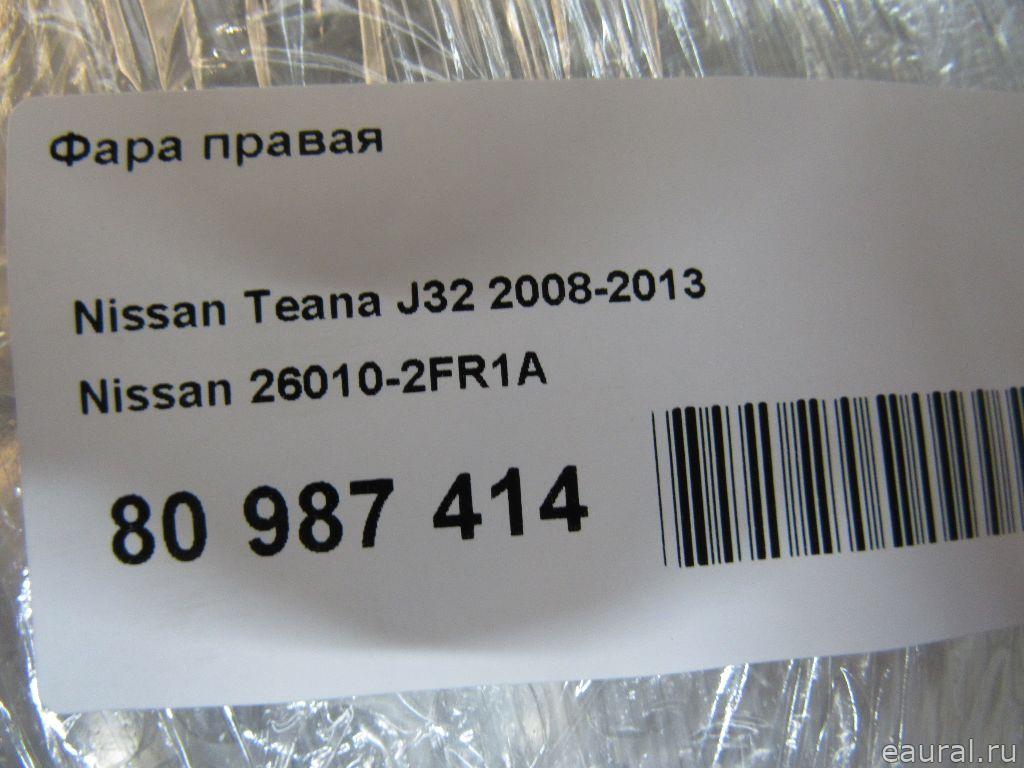 Фара правая
Nissan Teana J32 2008-2013
Nissan 26010-2FR1A
80 987 414
eaural.ru